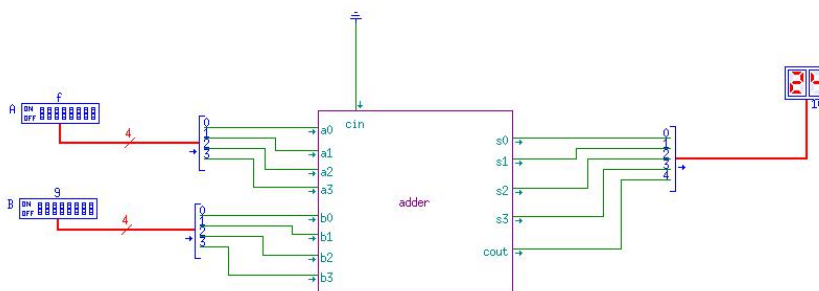 f
A ON OFF
4
0
1
2
3
cin
a0
a1
a2
a3
g
B ON OFF
4
0
1
2
3
b0
b1
b2
b3
adder
s0
s1
s2
s3
cout
0
1
2
3
4
24